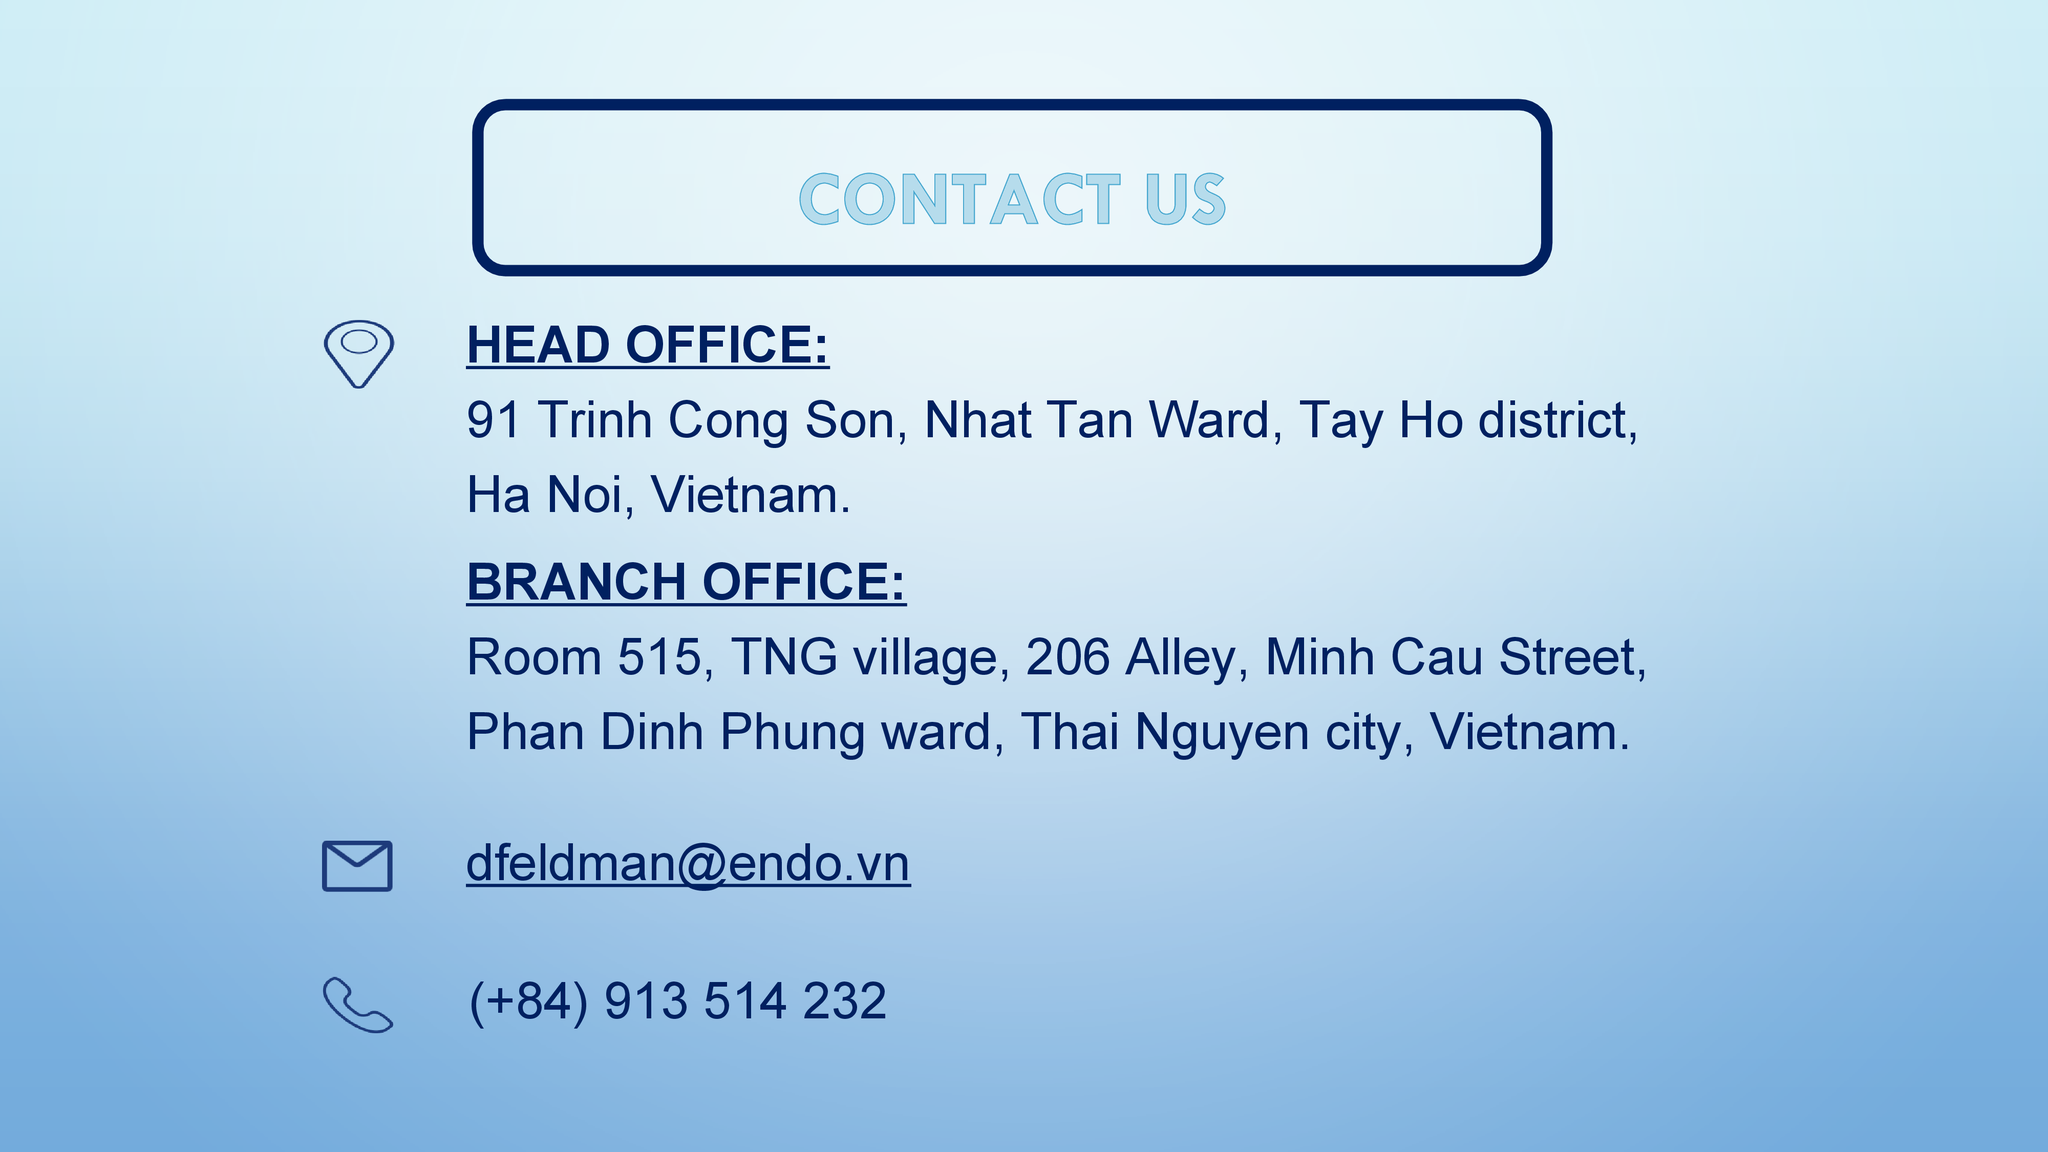 CONTACT US
HEAD OFFICE:
91 Trinh Cong Son, Nhat Tan Ward, Tay Ho district,
Ha Noi, Vietnam.
BRANCH OFFICE:
Room 515, TNG village, 206 Alley, Minh Cau Street,
Phan Dinh Phung ward, Thai Nguyen city, Vietnam.
dfeldman@endo.vn
(+84) 913 514 232